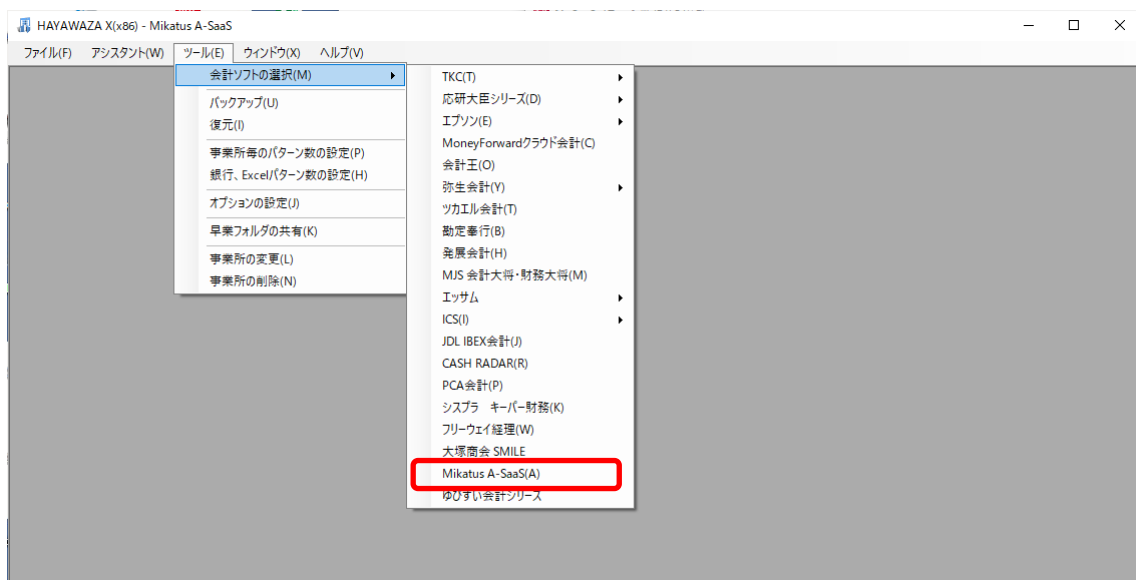 HAYAWAZA X(x86) - Mikatus A-SaaS
ファイル(F) アシスタント(W) ツール(E) ウィンドウ(X) ヘルプ(V)
会計ソフトの選択(M)
バックアップ(U)
復元(I)
事業所毎のパターン数の設定(P)
銀行、Excelパターン数の設定(H)
オプションの設定(J)
早業フォルダの共有(K)
事業所の変更(L)
事業所の削除(N)
TKC(T)
応研大臣シリーズ(D)
エプソン(E)
MoneyForwardクラウド会計(C)
会計王(O)
弥生会計(Y)
ツカエル会計(T)
勘定奉行(B)
発展会計(H)
MJS 会計大将・財務大将(M)
エッサム
ICS(I)
JDL IBEX会計(J)
CASH RADAR(R)
PCA会計(P)
シスプラ　キーパー財務(K)
フリーウェイ経理(W)
大塚商会 SMILE
Mikatus A-SaaS(A)
ゆびすい会計シリーズ